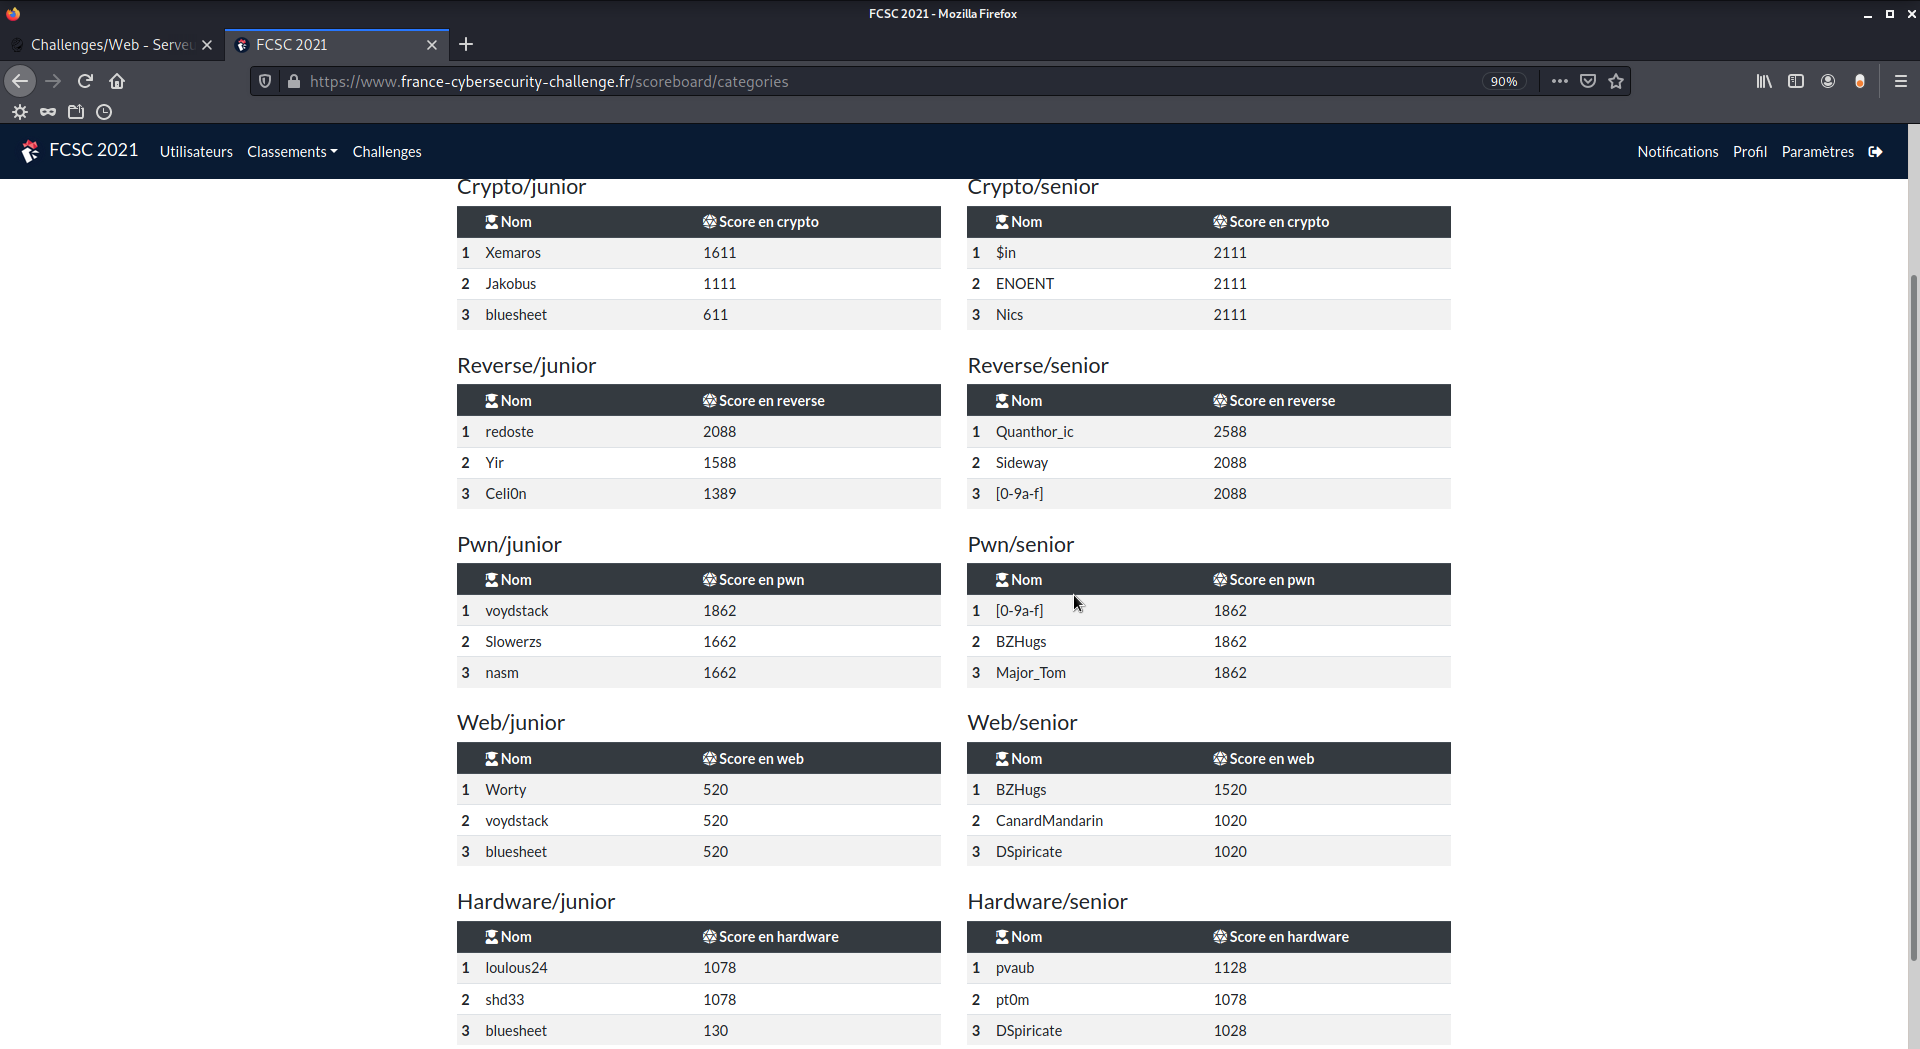 FCSC 2021 - Mozilla Firefox
Challenges/Web - Serve
FCSC 2021
https://www.france-cybersecurity-challenge.fr/scoreboard/categories
90%
FCSC 2021 Utilisateurs Classements Challenges Notifications Profil Paramètres
Crypto/junior
Nom Score en crypto
1 Xemaros 1611
2 Jakobus 1111
3 bluesheet 611
Crypto/senior
Nom Score en crypto
1 $in 2111
2 ENOENT 2111
3 Nics 2111
Reverse/junior
Nom Score en reverse
1 redoste 2088
2 Yir 1588
3 Celi0n 1389
Reverse/senior
Nom Score en reverse
1 Quanthor_ic 2588
2 Sideway 2088
3 [0-9a-f] 2088
Pwn/junior
Nom Score en pwn
1 voydstack 1862
2 Slowerzs 1662
3 nasm 1662
Pwn/senior
Nom Score en pwn
1 [0-9a-f] 1862
2 BZHugs 1862
3 Major_Tom 1862
Web/junior
Nom Score en web
1 Worty 520
2 voydstack 520
3 bluesheet 520
Web/senior
Nom Score en web
1 BZHugs 1520
2 CanardMandarin 1020
3 DSpiricate 1020
Hardware/junior
Nom Score en hardware
1 loulous24 1078
2 shd33 1078
3 bluesheet 130
Hardware/senior
Nom Score en hardware
1 pvaub 1128
2 pt0m 1078
3 DSpiricate 1028